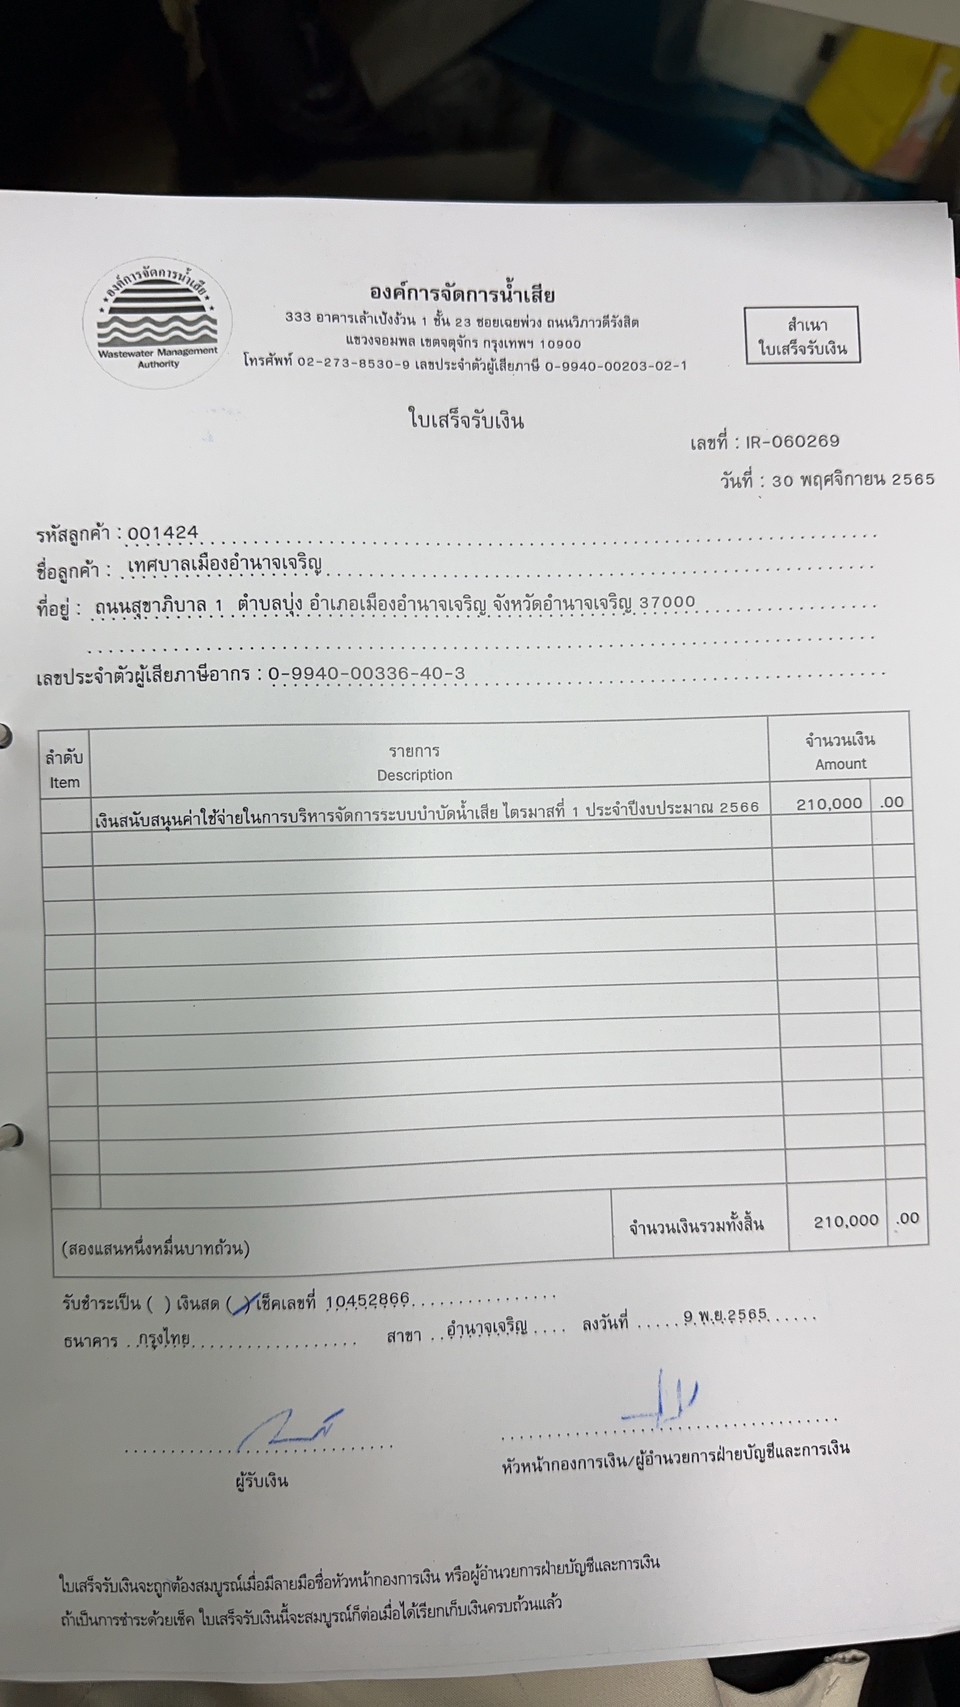 องค์การจัดการน้ำเสีย
Wastewater Management
Authority
องค์การจัดการน้ำเสีย
333 อาคารเล้าเป้งง้วน 1 ชั้น 23 ซอยเฉยพ่วง ถนนวิภาวดีรังสิต
แขวงจอมพล เขตจตุจักร กรุงเทพฯ 10900
โทรศัพท์ 02-273-8530-9 เลขประจำตัวผู้เสียภาษี 0-9940-00203-02-1
สำเนา
ใบเสร็จรับเงิน
ใบเสร็จรับเงิน
เลขที่ : IR-060269
วันที่ : 30 พฤศจิกายน 2565
รหัสลูกค้า : 001424
ชื่อลูกค้า : เทศบาลเมืองอำนาจเจริญ
ที่อยู่ : ถนนสุขาภิบาล 1 ตำบลบุ่ง อำเภอเมืองอำนาจเจริญ จังหวัดอำนาจเจริญ 37000
เลขประจำตัวผู้เสียภาษีอากร : 0-9940-00336-40-3
ลำดับ รายการ จำนวนเงิน
Item Description Amount
เงินสนับสนุนค่าใช้จ่ายในการบริหารจัดการระบบบำบัดน้ำเสีย ไตรมาสที่ 1 ประจำปีงบประมาณ 2566 210,000 .00
(สองแสนหนึ่งหมื่นบาทถ้วน) จำนวนเงินรวมทั้งสิ้น 210,000 .00
รับชำระเป็น ( ) เงินสด ( ) เช็คเลขที่ 10452866
ธนาคาร กรุงไทย สาขา อำนาจเจริญ ลงวันที่ 9 พ.ย.2565
ผู้รับเงิน
หัวหน้ากองการเงิน/ผู้อำนวยการฝ่ายบัญชีและการเงิน
ใบเสร็จรับเงินจะถูกต้องสมบูรณ์เมื่อมีลายมือชื่อหัวหน้ากองการเงิน หรือผู้อำนวยการฝ่ายบัญชีและการเงิน
ถ้าเป็นการชำระด้วยเช็ค ใบเสร็จรับเงินนี้จะสมบูรณ์ก็ต่อเมื่อได้เรียกเก็บเงินครบถ้วนแล้ว